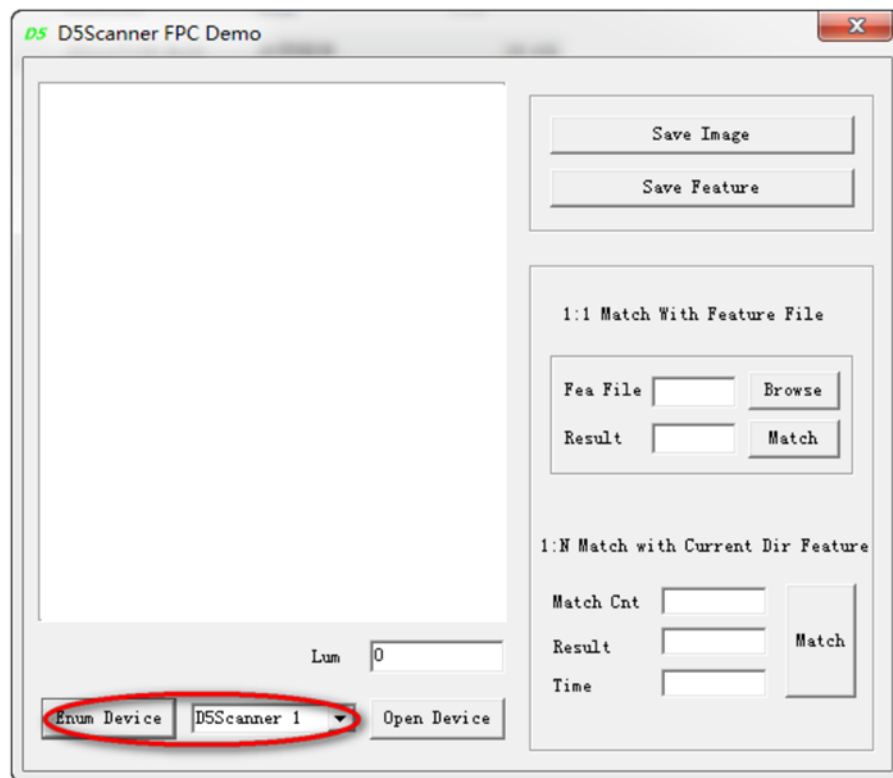 D5 D5Scanner FPC Demo
Save Image
Save Feature
1:1 Match With Feature File
Fea File
Browse
Result
Match
1:N Match with Current Dir Feature
Match Cnt
Result
Time
Match
Lum
0
Enum Device
D5Scanner 1
Open Device